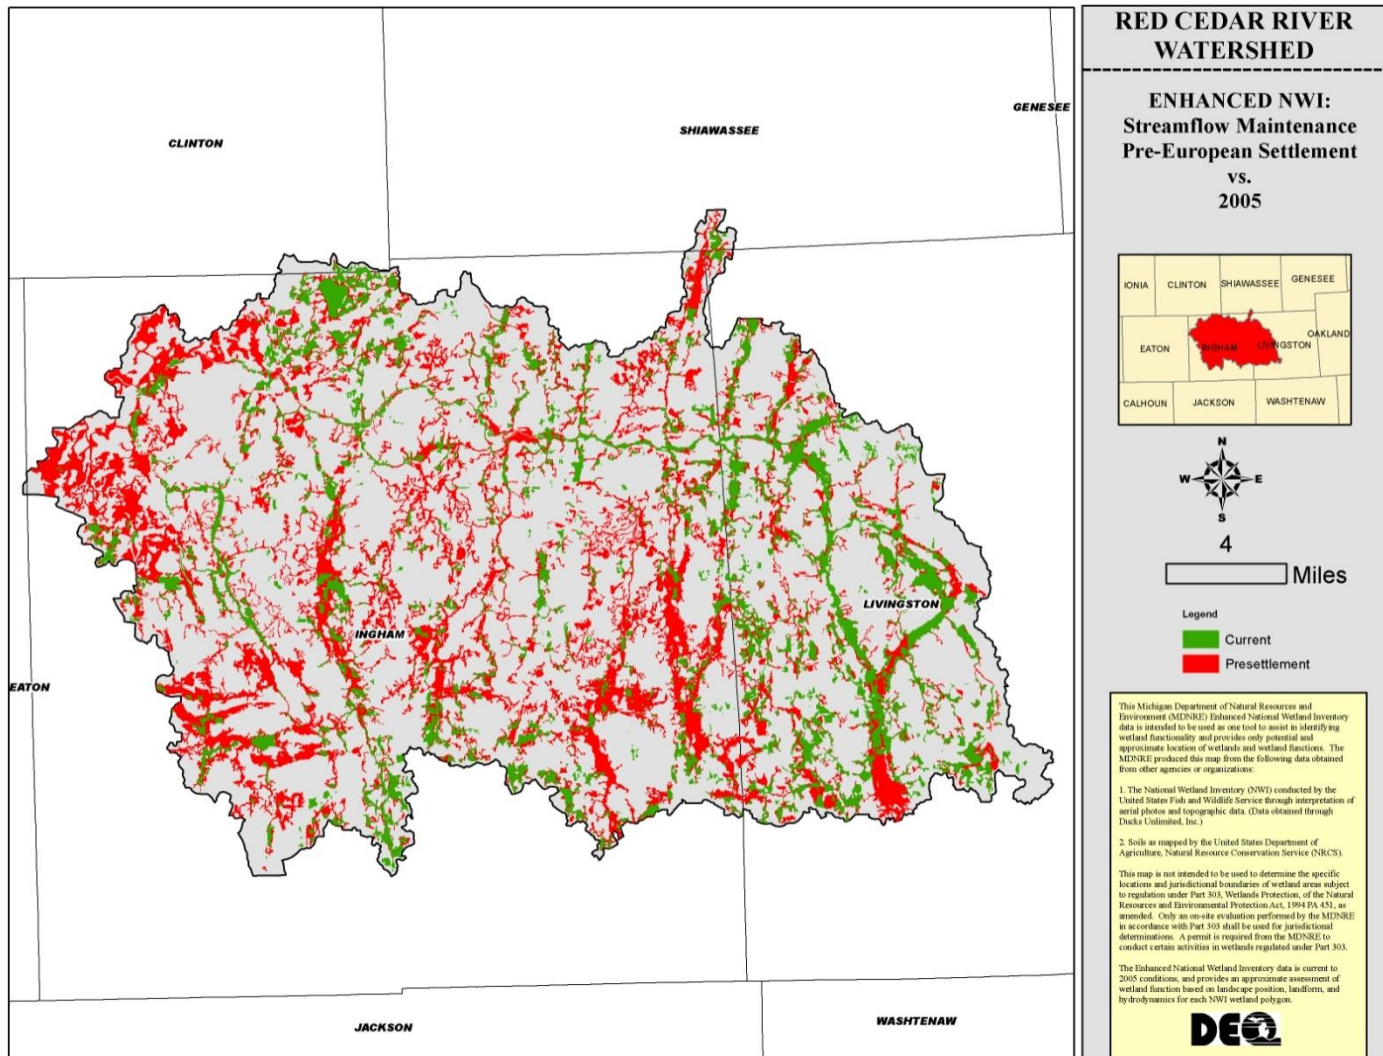 RED CEDAR RIVER
WATERSHED
ENHANCED NWI:
Streamflow Maintenance
Pre-European Settlement
vs.
2005
GENESEE
CLINTON
SHIAWASSEE
LIVINGSTON
INGHAM
EATON
JACKSON
WASHTENAW
IONIA
CLINTON
SHIAWASSEE
GENESEE
OAKLAND
EATON
INGHAM
LIVINGSTON
CALHOUN
JACKSON
WASHTENAW
N
W
E
S
4
Miles
Legend
Current
Presettlement
This Michigan Department of Natural Resources and
Environment (MDNRE) Enhanced National Wetland Inventory
data is intended to be used as one tool to assist in identifying
wetland functionality and provides only potential and
approximate location of wetlands and wetland functions. The
MDNRE produced this map from the following data obtained
from other agencies or organizations:
1. The National Wetland Inventory (NWI) conducted by the
United States Fish and Wildlife Service through interpretation of
aerial photos and topographic data. (Data obtained through
Ducks Unlimited, Inc.)
2. Soils as mapped by the United States Department of
Agriculture, Natural Resource Conservation Service (NRCS).
This map is not intended to be used to determine the specific
locations and jurisdictional boundaries of wetland areas subject
to regulation under Part 303, Wetlands Protection, of the Natural
Resources and Environmental Protection Act, 1994 PA 451, as
amended. Only an on-site evaluation performed by the MDNRE
in accordance with Part 303 shall be used for jurisdictional
determinations. A permit is required from the MDNRE to
conduct certain activities in wetlands regulated under Part 303.
The Enhanced National Wetland Inventory data is current to
2005 conditions, and provides an approximate assessment of
wetland function based on landscape position, landform, and
hydrodynamics for each NWI wetland polygon.
DEQ